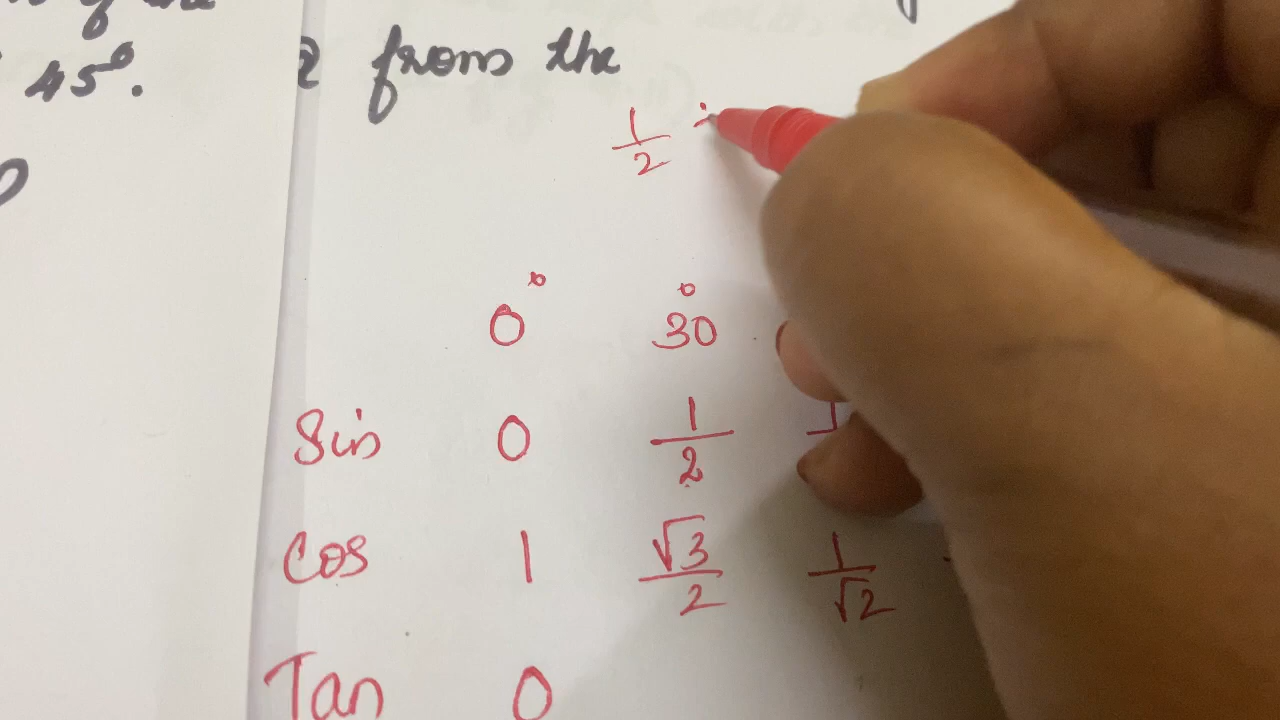 45°.
from the
1/2 ÷
0° 30°
Sin 0 1/2 1
Cos 1 √3/2 1/√2
Tan 0